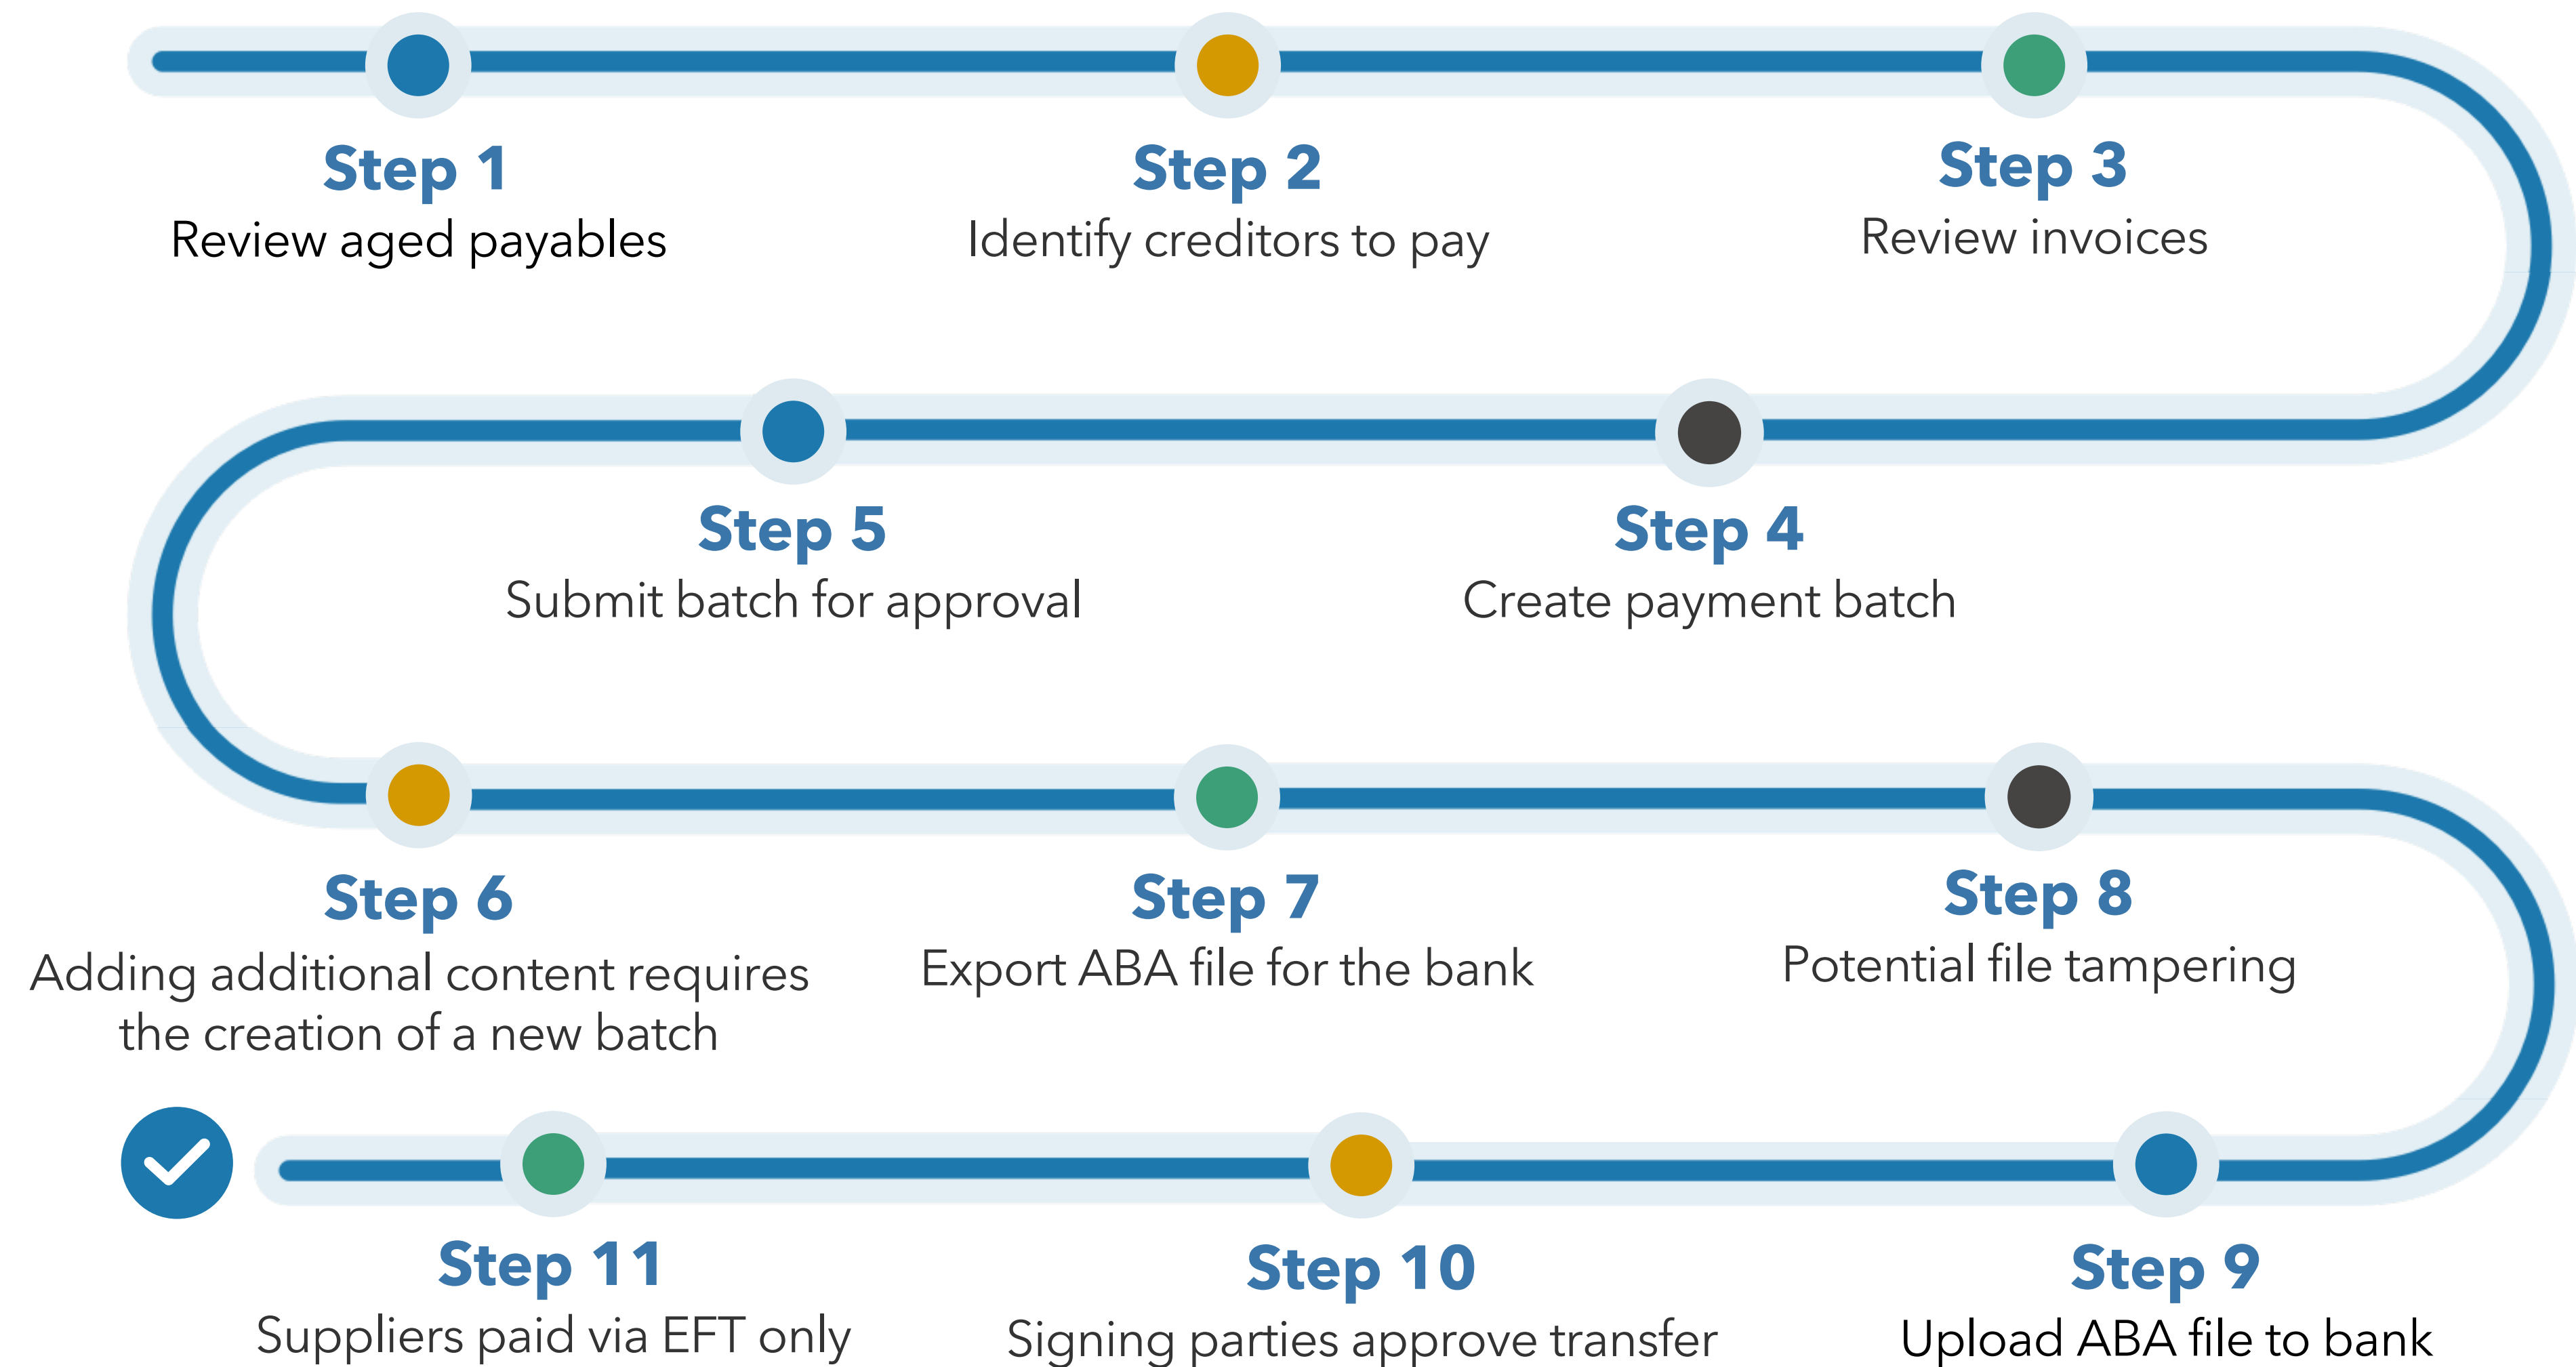 Step 1
Review aged payables
Step 2
Identify creditors to pay
Step 3
Review invoices
Step 4
Create payment batch
Step 5
Submit batch for approval
Step 6
Adding additional content requires
the creation of a new batch
Step 7
Export ABA file for the bank
Step 8
Potential file tampering
Step 9
Upload ABA file to bank
Step 10
Signing parties approve transfer
Step 11
Suppliers paid via EFT only